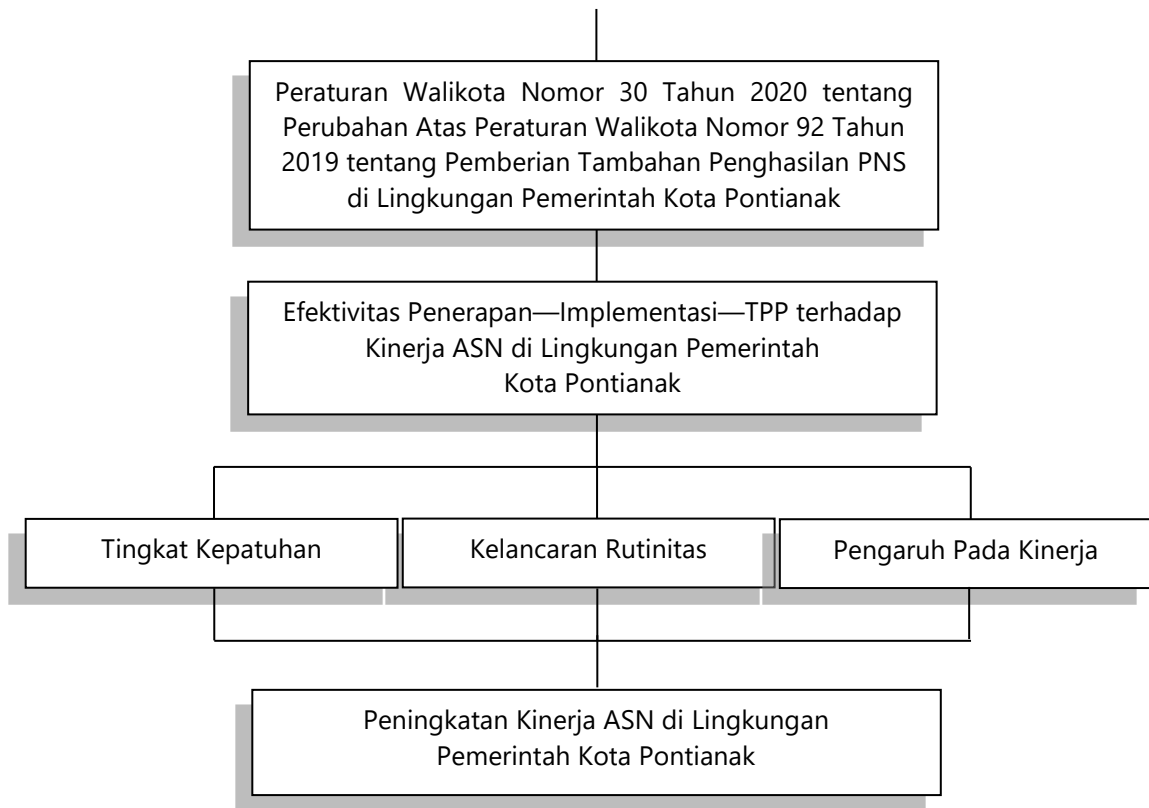 Peraturan Walikota Nomor 30 Tahun 2020 tentang
Perubahan Atas Peraturan Walikota Nomor 92 Tahun
2019 tentang Pemberian Tambahan Penghasilan PNS
di Lingkungan Pemerintah Kota Pontianak
Efektivitas Penerapan—Implementasi—TPP terhadap
Kinerja ASN di Lingkungan Pemerintah
Kota Pontianak
Tingkat Kepatuhan
Kelancaran Rutinitas
Pengaruh Pada Kinerja
Peningkatan Kinerja ASN di Lingkungan
Pemerintah Kota Pontianak